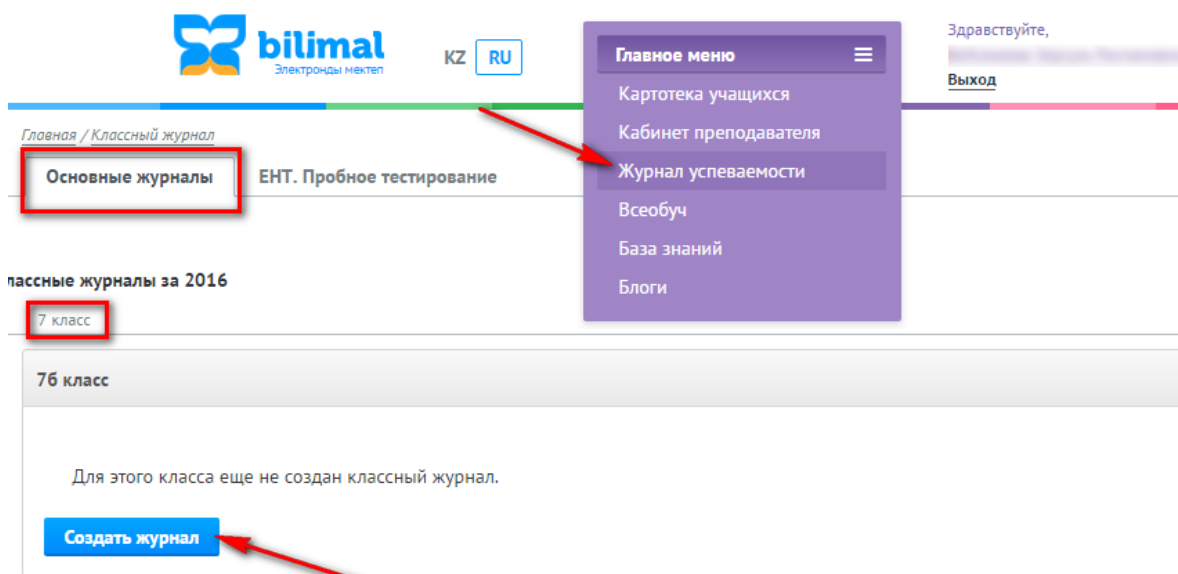 bilimal
Электронды мектеп
KZ RU
Главное меню
Картотека учащихся
Кабинет преподавателя
Журнал успеваемости
Всеобуч
База знаний
Блоги
Здравствуйте,
Выход
Главная / Классный журнал
Основные журналы
ЕНТ. Пробное тестирование
лассные журналы за 2016
7 класс
7б класс
Для этого класса еще не создан классный журнал.
Создать журнал